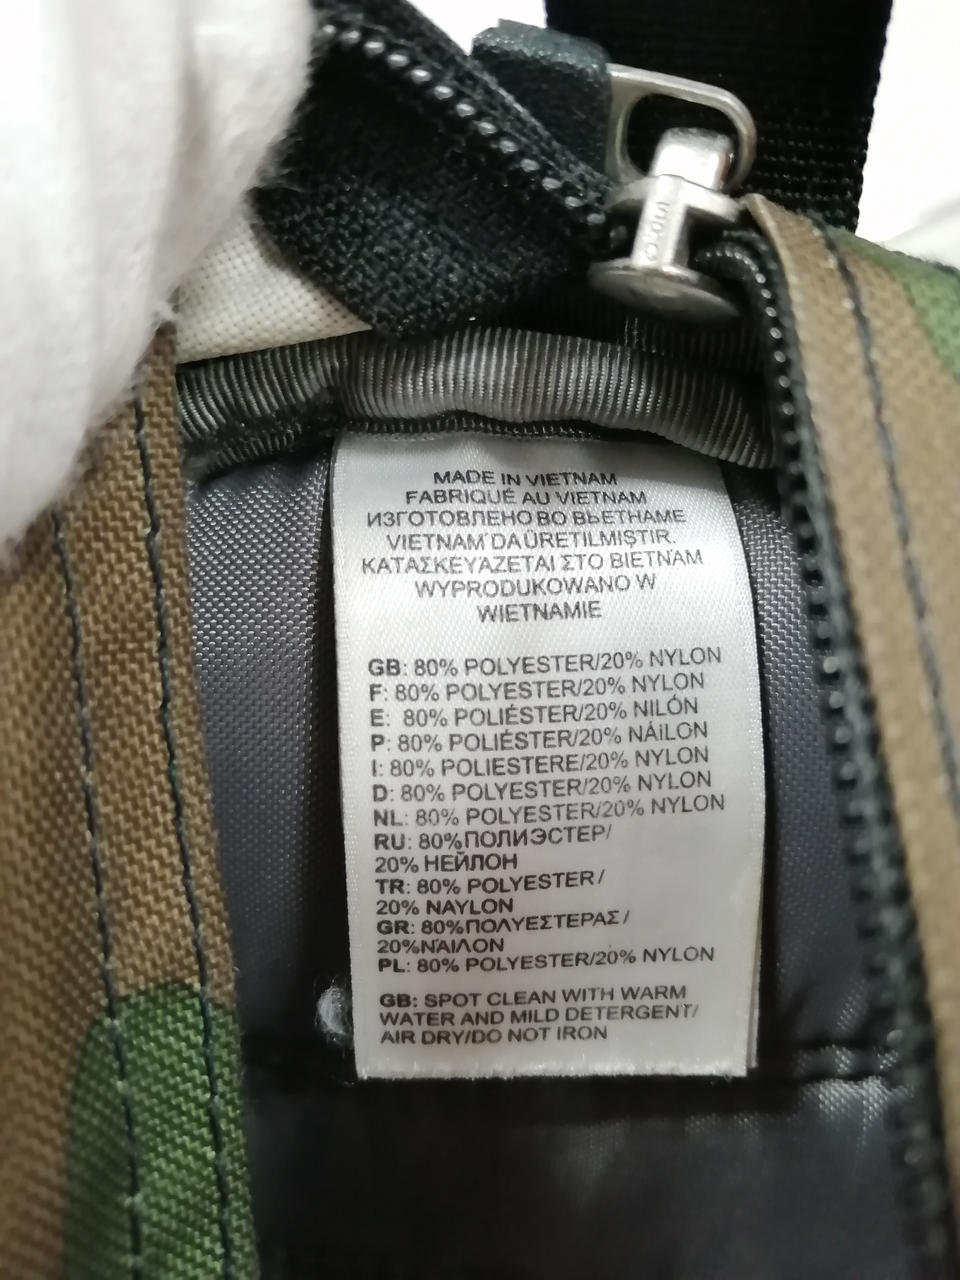 MADE IN VIETNAM
FABRIQUÉ AU VIETNAM
ИЗГОТОВЛЕНО ВО ВЬЕТНАМЕ
VIETNAM'DA ÜRETILMIŞTIR.
ΚΑΤΑΣΚΕΥΑΖΕΤΑΙ ΣΤΟ ΒΙΕΤΝΑΜ
WYPRODUKOWANO W
WIETNAMIE
GB: 80% POLYESTER/20% NYLON
F: 80% POLYESTER/20% NYLON
E: 80% POLIÉSTER/20% NILÓN
P: 80% POLIÉSTER/20% NÁILON
I: 80% POLIESTERE/20% NYLON
D: 80% POLYESTER/20% NYLON
NL: 80% POLYESTER/20% NYLON
RU: 80%ПОЛИЭСТЕР/
20% НЕЙЛОН
TR: 80% POLYESTER/
20% NAYLON
GR: 80%ΠΟΛΥΕΣΤΕΡΑΣ/
20%ΝΑΙΛΟΝ
PL: 80% POLYESTER/20% NYLON
GB: SPOT CLEAN WITH WARM
WATER AND MILD DETERGENT/
AIR DRY/DO NOT IRON